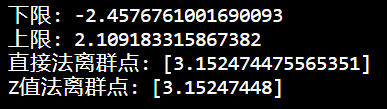 下限: -2.4576761001690093
上限: 2.109183315867382
直接法离群点: [3.152474475565351]
Z值法离群点: [3.15247448]